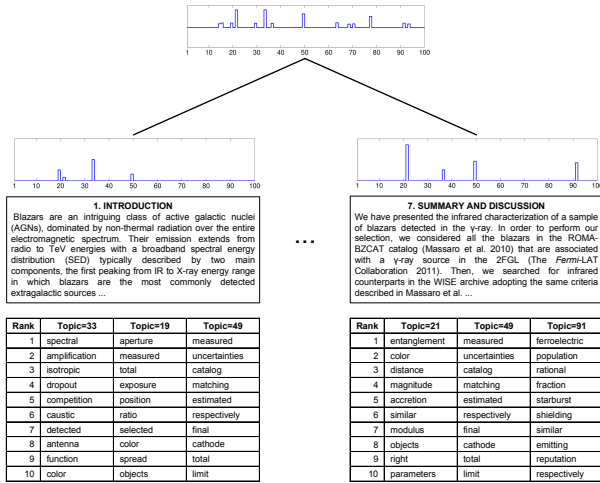 1 10 20 30 40 50 60 70 80 90 100
1 10 20 30 40 50 60 70 80 90 100
1 10 20 30 40 50 60 70 80 90 100
1. INTRODUCTION
Blazars are an intriguing class of active galactic nuclei
(AGNs), dominated by non-thermal radiation over the entire
electromagnetic spectrum. Their emission extends from
radio to TeV energies with a broadband spectral energy
distribution (SED) typically described by two main
components, the first peaking from IR to X-ray energy range
in which blazars are the most commonly detected
extragalactic sources ...
...
7. SUMMARY AND DISCUSSION
We have presented the infrared characterization of a sample
of blazars detected in the γ-ray. In order to perform our
selection, we considered all the blazars in the ROMA-
BZCAT catalog (Massaro et al. 2010) that are associated
with a γ-ray source in the 2FGL (The Fermi-LAT
Collaboration 2011). Then, we searched for infrared
counterparts in the WISE archive adopting the same criteria
described in Massaro et al. ...
Rank Topic=33 Topic=19 Topic=49
1 spectral aperture measured
2 amplification measured uncertainties
3 isotropic total catalog
4 dropout exposure matching
5 competition position estimated
6 caustic ratio respectively
7 detected selected final
8 antenna color cathode
9 function spread total
10 color objects limit
Rank Topic=21 Topic=49 Topic=91
1 entanglement measured ferroelectric
2 color uncertainties population
3 distance catalog rational
4 magnitude matching fraction
5 accretion estimated starburst
6 similar respectively shielding
7 modulus final similar
8 objects cathode emitting
9 right total reputation
10 parameters limit respectively